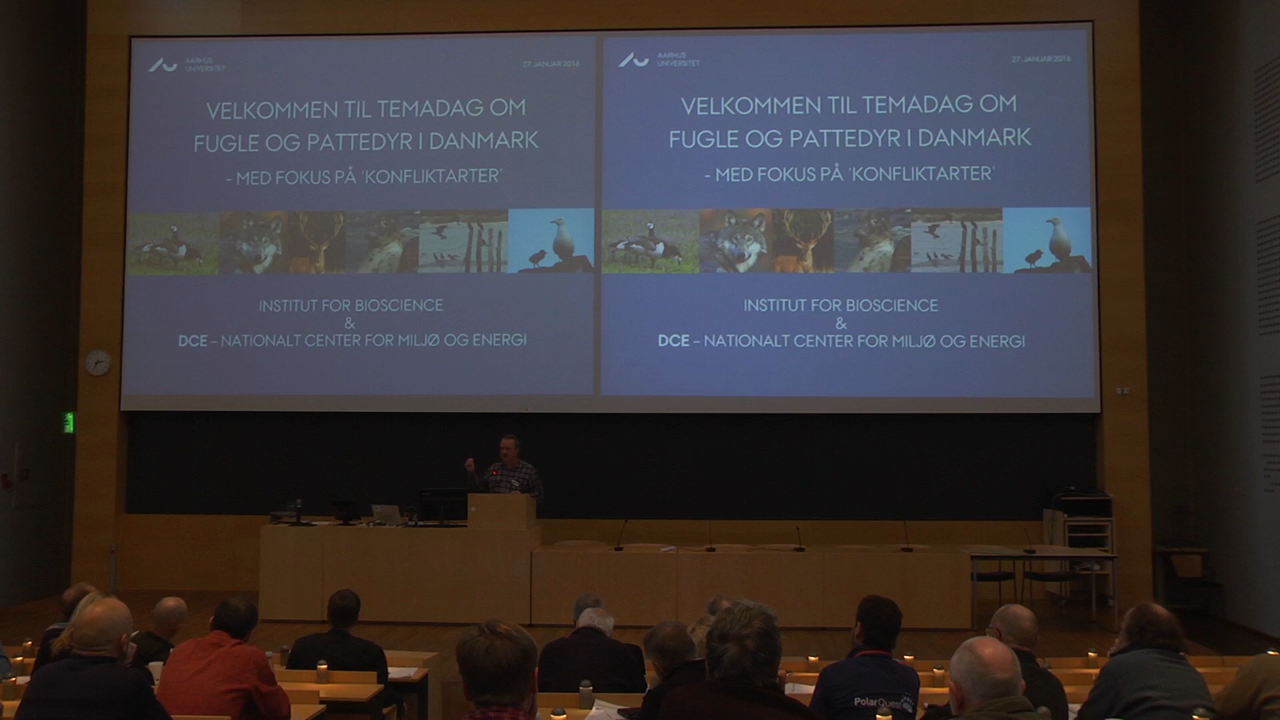 AARHUS
UNIVERSITET
27. JANUAR 2016
VELKOMMEN TIL TEMADAG OM
FUGLE OG PATTEDYR I DANMARK
- MED FOKUS PÅ 'KONFLIKTARTER'
INSTITUT FOR BIOSCIENCE
&
DCE – NATIONALT CENTER FOR MILJØ OG ENERGI
AARHUS
UNIVERSITET
27. JANUAR 2016
VELKOMMEN TIL TEMADAG OM
FUGLE OG PATTEDYR I DANMARK
- MED FOKUS PÅ 'KONFLIKTARTER'
INSTITUT FOR BIOSCIENCE
&
DCE – NATIONALT CENTER FOR MILJØ OG ENERGI
PolarQuest